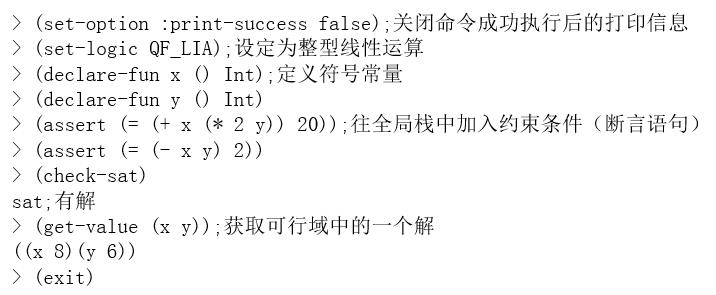 > (set-option :print-success false);关闭命令成功执行后的打印信息
> (set-logic QF_LIA);设定为整型线性运算
> (declare-fun x () Int);定义符号常量
> (declare-fun y () Int)
> (assert (= (+ x (* 2 y)) 20));往全局栈中加入约束条件（断言语句）
> (assert (= (- x y) 2))
> (check-sat)
sat;有解
> (get-value (x y));获取可行域中的一个解
((x 8)(y 6))
> (exit)